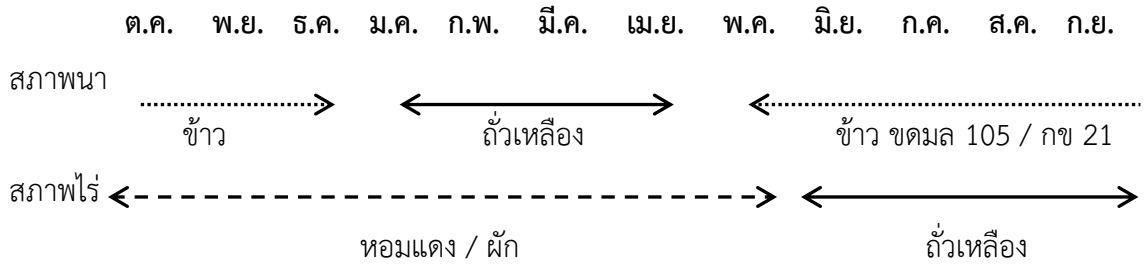 ต.ค. พ.ย. ธ.ค. ม.ค. ก.พ. มี.ค. เม.ย. พ.ค. มิ.ย. ก.ค. ส.ค. ก.ย.
สภาพนา
ข้าว ถั่วเหลือง ข้าว ขดมล 105 / กข 21
สภาพไร่
หอมแดง / ผัก ถั่วเหลือง